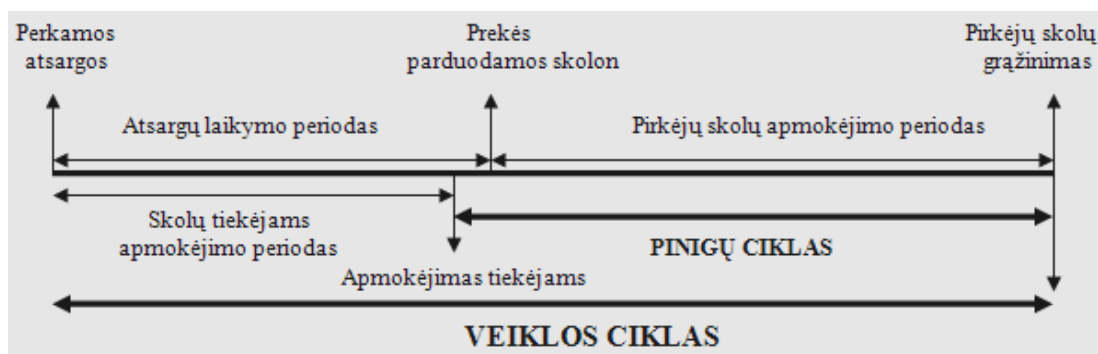 Perkamos
atsargos
Prekės
parduodamos skolon
Pirkėjų skolų
grąžinimas
Atsargų laikymo periodas
Pirkėjų skolų apmokėjimo periodas
Skolų tiekėjams
apmokėjimo periodas
PINIGŲ CIKLAS
Apmokėjimas tiekėjams
VEIKLOS CIKLAS